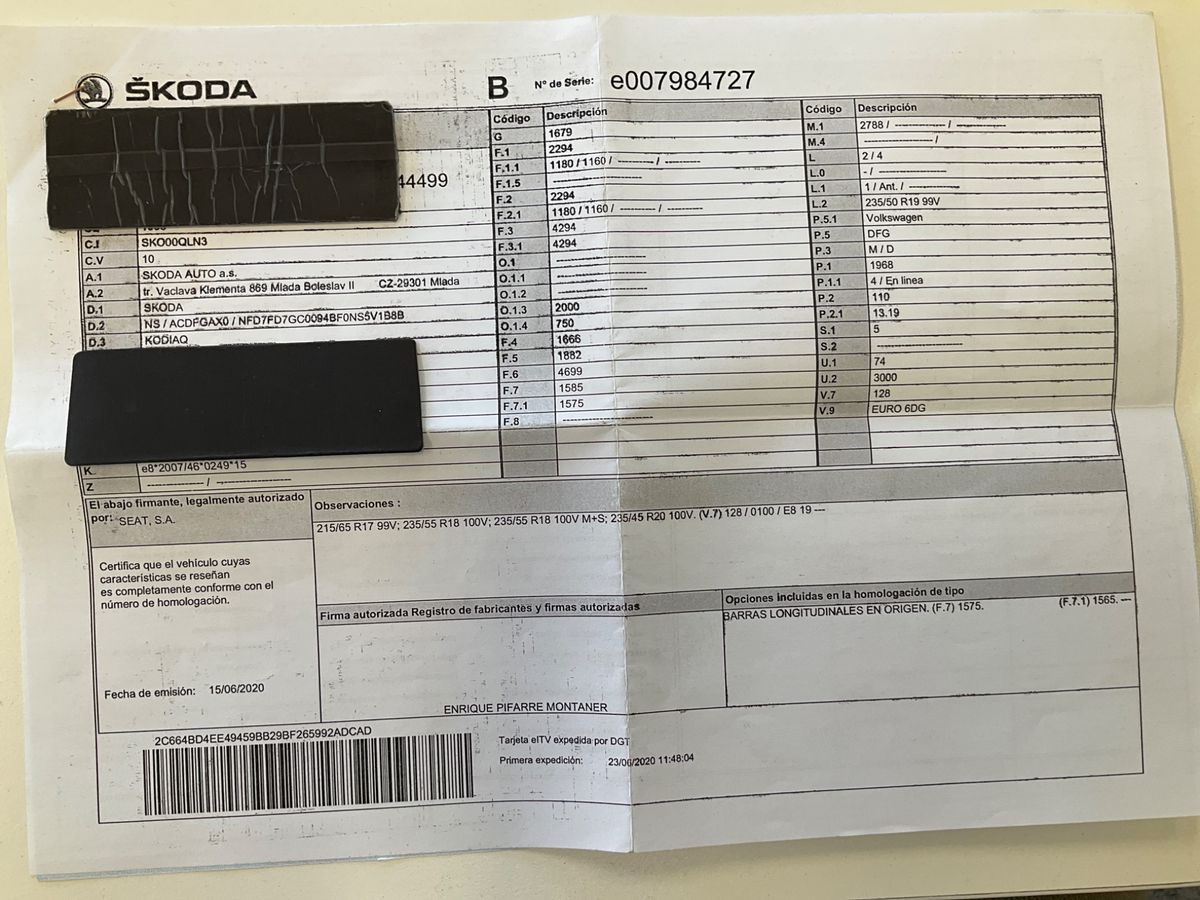 ŠKODA
B Nº de Serie: e007984727
44499
C.I SKO00QLN3
C.V 10
A.1 SKODA AUTO a.s.
A.2 tr. Vaclava Klementa 869 Mlada Boleslav II CZ-29301 Mlada
D.1 SKODA
D.2 NS / ACDFGAX0 / NFD7FD7GC0094BF0NS5V1B8B
D.3 KODIAQ
K e8*2007/46*0249*15
Z ------------- / -----------------
Código Descripción
G 1679
F.1 2294
F.1.1 1180 / 1160 / --------- / ---------
F.1.5 ---------------------
F.2 2294
F.2.1 1180 / 1160 / --------- / ---------
F.3 4294
F.3.1 4294
O.1 ---------------------
O.1.1 ---------------------
O.1.2 ---------------------
O.1.3 2000
O.1.4 750
F.4 1666
F.5 1882
F.6 4699
F.7 1585
F.7.1 1575
F.8 ---------------------
Código Descripción
M.1 2788 / ------------ / ------------
M.4 ---------------- /
L 2 / 4
L.0 - / ----------------
L.1 1 / Ant. / ------------
L.2 235/50 R19 99V
P.5.1 Volkswagen
P.5 DFG
P.3 M / D
P.1 1968
P.1.1 4 / En linea
P.2 110
P.2.1 13.19
S.1 5
S.2 ---------------------
U.1 74
U.2 3000
V.7 128
V.9 EURO 6DG
El abajo firmante, legalmente autorizado
por: SEAT, S.A.
Certifica que el vehículo cuyas
características se reseñan
es completamente conforme con el
número de homologación.
Fecha de emisión: 15/06/2020
Observaciones :
215/65 R17 99V; 235/55 R18 100V; 235/55 R18 100V M+S; 235/45 R20 100V. (V.7) 128 / 0100 / E8 19 ---
Firma autorizada Registro de fabricantes y firmas autorizadas
ENRIQUE PIFARRE MONTANER
Opciones incluidas en la homologación de tipo
BARRAS LONGITUDINALES EN ORIGEN. (F.7) 1575. (F.7.1) 1565. ---
2C664BD4EE49459BB29BF265992ADCAD
Tarjeta eITV expedida por DGT
Primera expedición: 23/06/2020 11:48:04